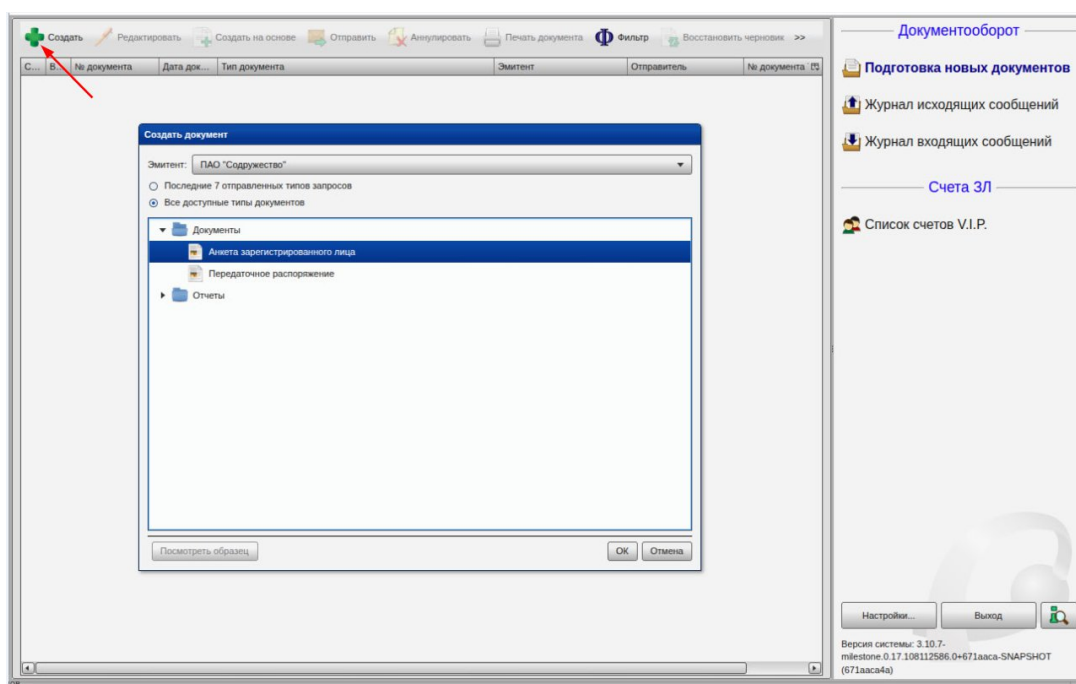 Создать Редактировать Создать на основе Отправить Аннулировать Печать документа Ф Фильтр Восстановить черновик >>
С... В... № документа Дата док... Тип документа Эмитент Отправитель № документа
Создать документ
Эмитент: ПАО "Содружество"
Последние 7 отправленных типов запросов
Все доступные типы документов
Документы
Анкета зарегистрированного лица
Передаточное распоряжение
Отчеты
Посмотреть образец ОК Отмена
Документооборот
Подготовка новых документов
Журнал исходящих сообщений
Журнал входящих сообщений
Счета ЗЛ
Список счетов V.I.P.
Настройки... Выход
Версия системы: 3.10.7-
milestone.0.17.108112586.0+671aaca-SNAPSHOT
(671aaca4a)